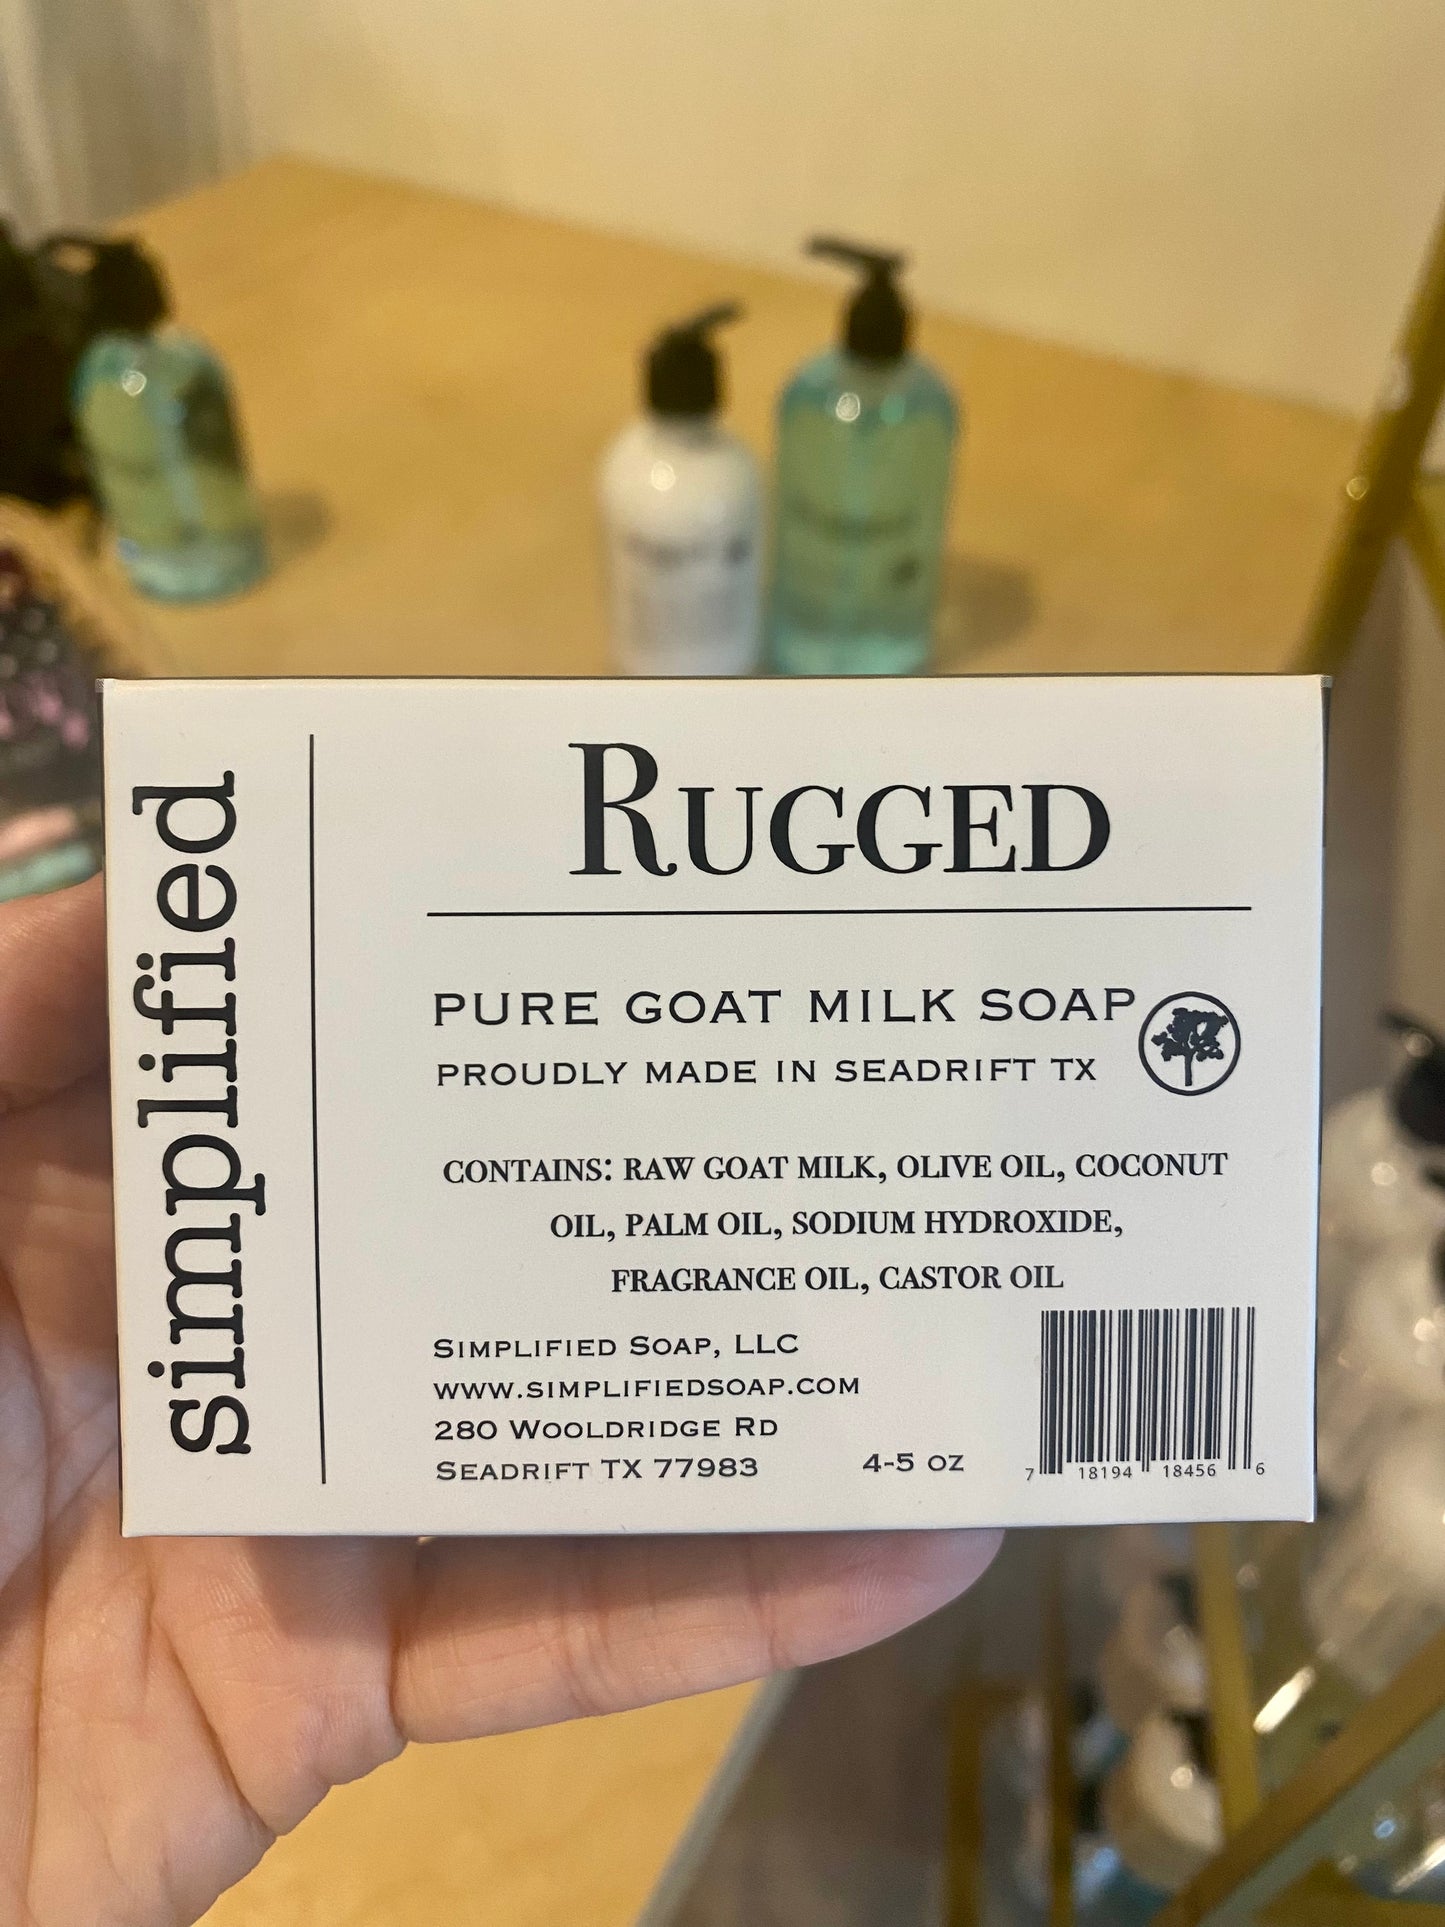 simplified
Rugged
PURE GOAT MILK SOAP
PROUDLY MADE IN SEADRIFT TX
CONTAINS: RAW GOAT MILK, OLIVE OIL, COCONUT
OIL, PALM OIL, SODIUM HYDROXIDE,
FRAGRANCE OIL, CASTOR OIL
Simplified Soap, LLC
www.simplifiedsoap.com
280 Wooldridge Rd
Seadrift TX 77983
4-5 oz
7 18194 18456 6